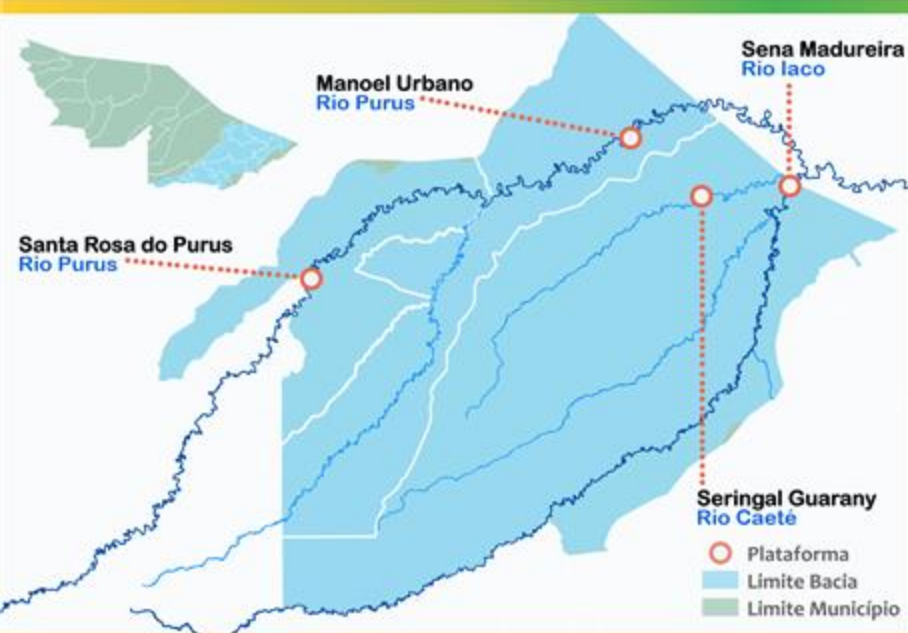 Sena Madureira
Rio Iaco
Manoel Urbano
Rio Purus
Santa Rosa do Purus
Rio Purus
Seringal Guarany
Rio Caeté
Plataforma
Limite Bacia
Limite Município